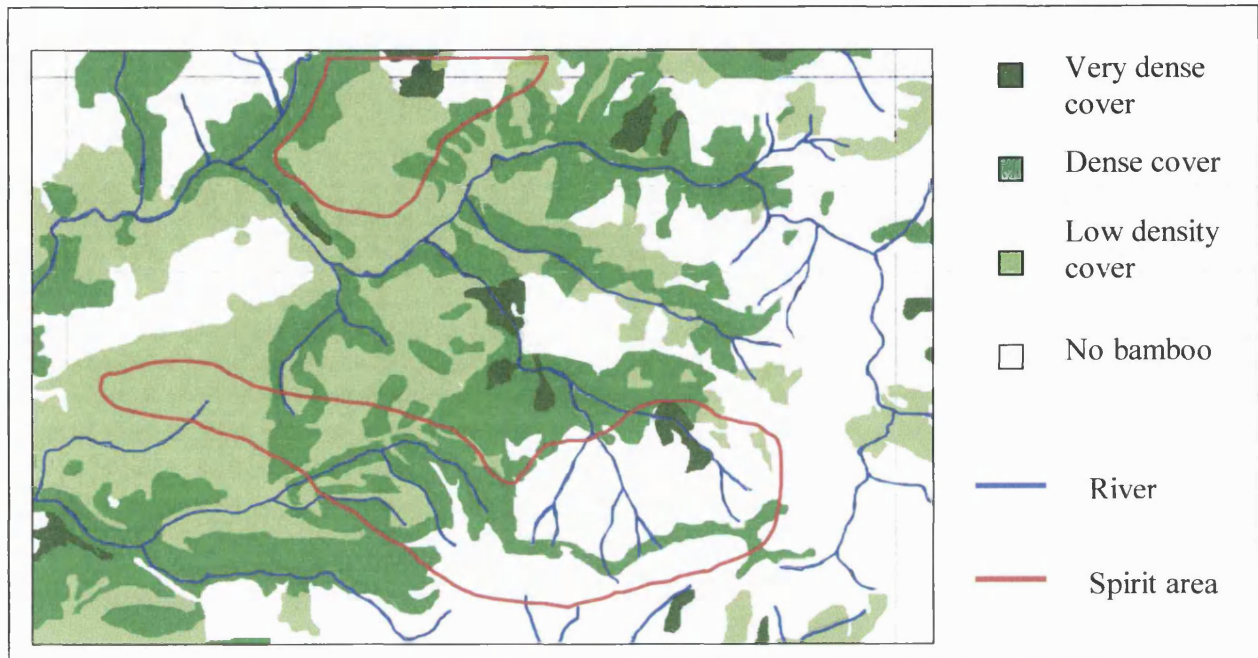 Very dense
cover
Dense cover
Low density
cover
No bamboo
River
Spirit area